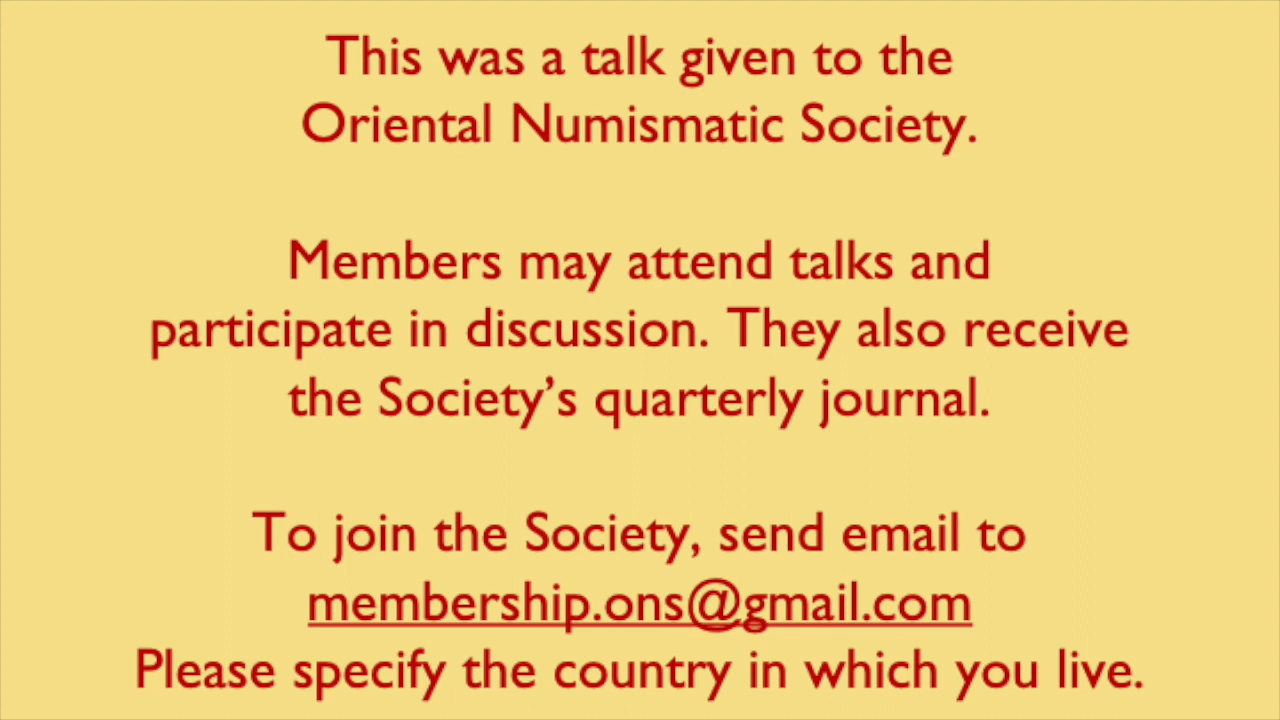 This was a talk given to the
Oriental Numismatic Society.
Members may attend talks and
participate in discussion. They also receive
the Society’s quarterly journal.
To join the Society, send email to
membership.ons@gmail.com
Please specify the country in which you live.